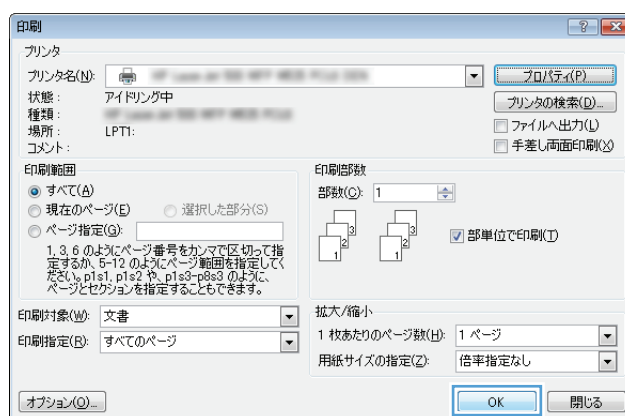 印刷
プリンタ
プリンタ名(N):
プロパティ(P)
状態: アイドリング中
プリンタの検索(D)...
種類:
場所: LPT1:
ファイルへ出力(L)
コメント:
手差し両面印刷(X)
印刷範囲
すべて(A)
現在のページ(E) 選択した部分(S)
ページ指定(G):
1, 3, 6 のようにページ番号をカンマで区切って指
定するか、5-12 のようにページ範囲を指定してく
ださい。p1s1, p1s2 や、p1s3-p8s3 のように、
ページとセクションを指定することもできます。
印刷部数
部数(C): 1
1 2 3
1 2 3
部単位で印刷(T)
印刷対象(W): 文書
印刷指定(R): すべてのページ
拡大/縮小
1 枚あたりのページ数(H): 1 ページ
用紙サイズの指定(Z): 倍率指定なし
オプション(O)...
OK
閉じる